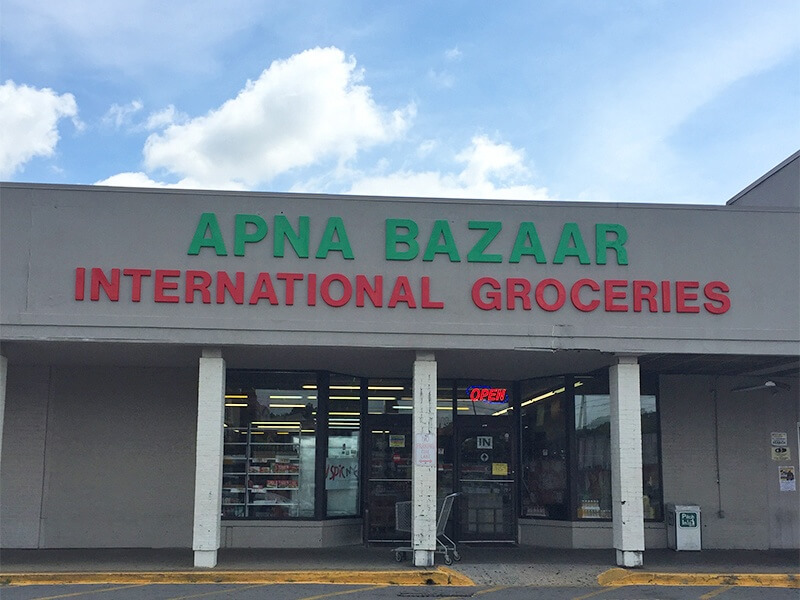 APNA BAZAAR
INTERNATIONAL GROCERIES
OPEN
IN